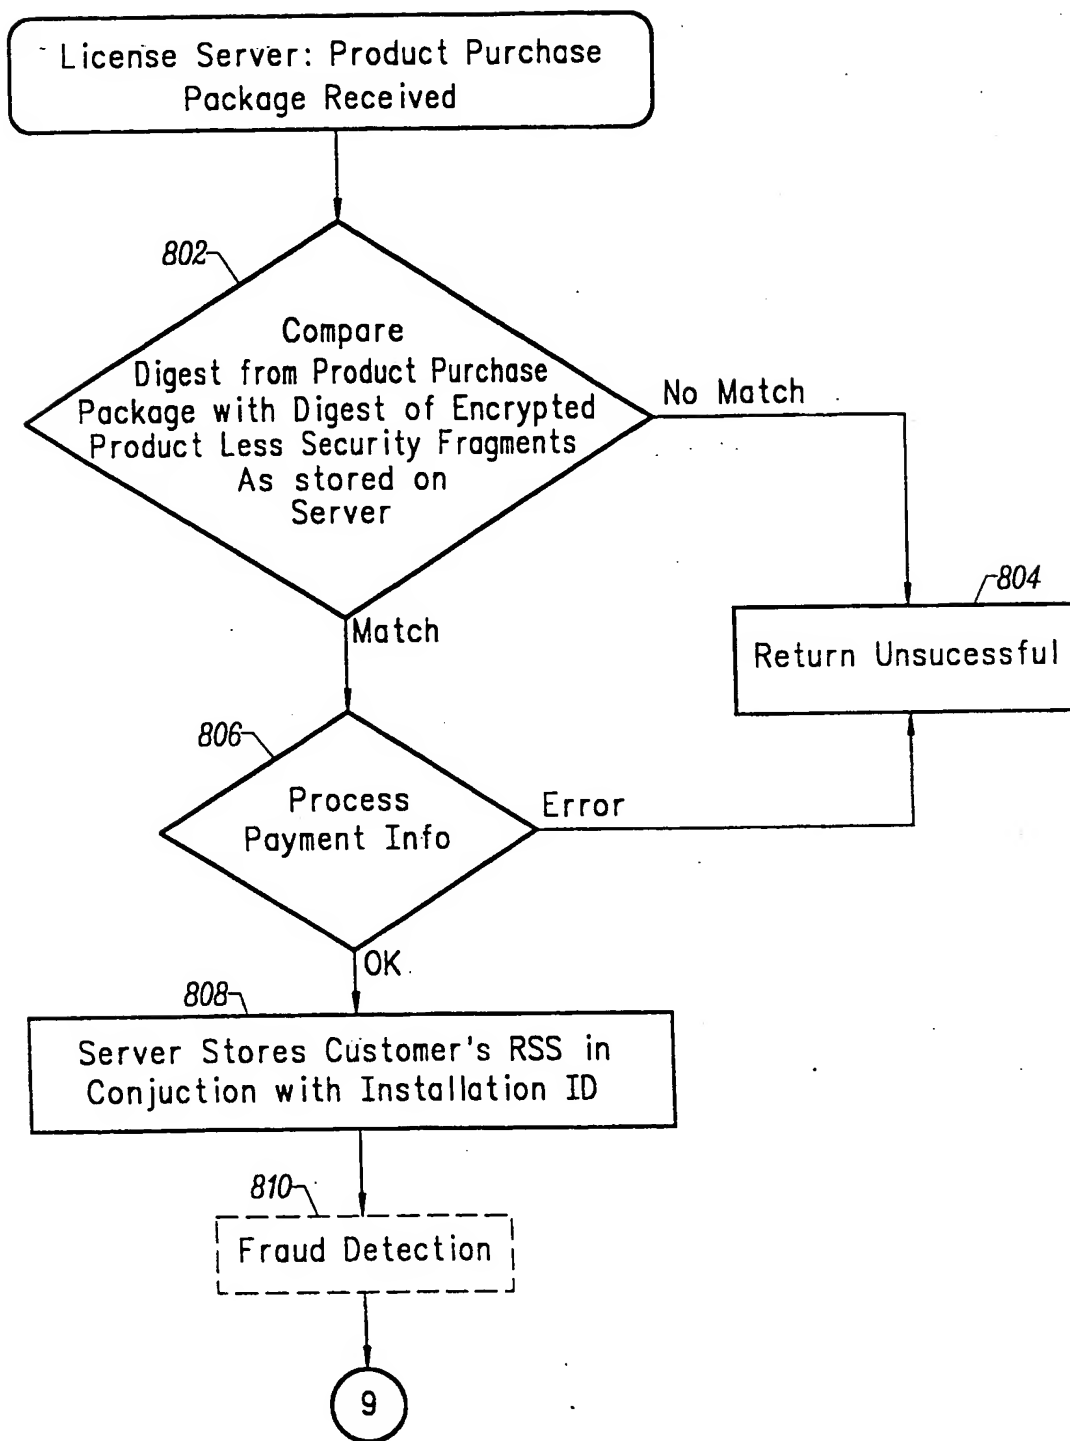 License Server: Product Purchase
Package Received
802
Compare
Digest from Product Purchase
Package with Digest of Encrypted
Product Less Security Fragments
As stored on
Server
No Match
804
Return Unsucessful
Match
806
Process
Payment Info
Error
OK
808
Server Stores Customer's RSS in
Conjuction with Installation ID
810
Fraud Detection
9